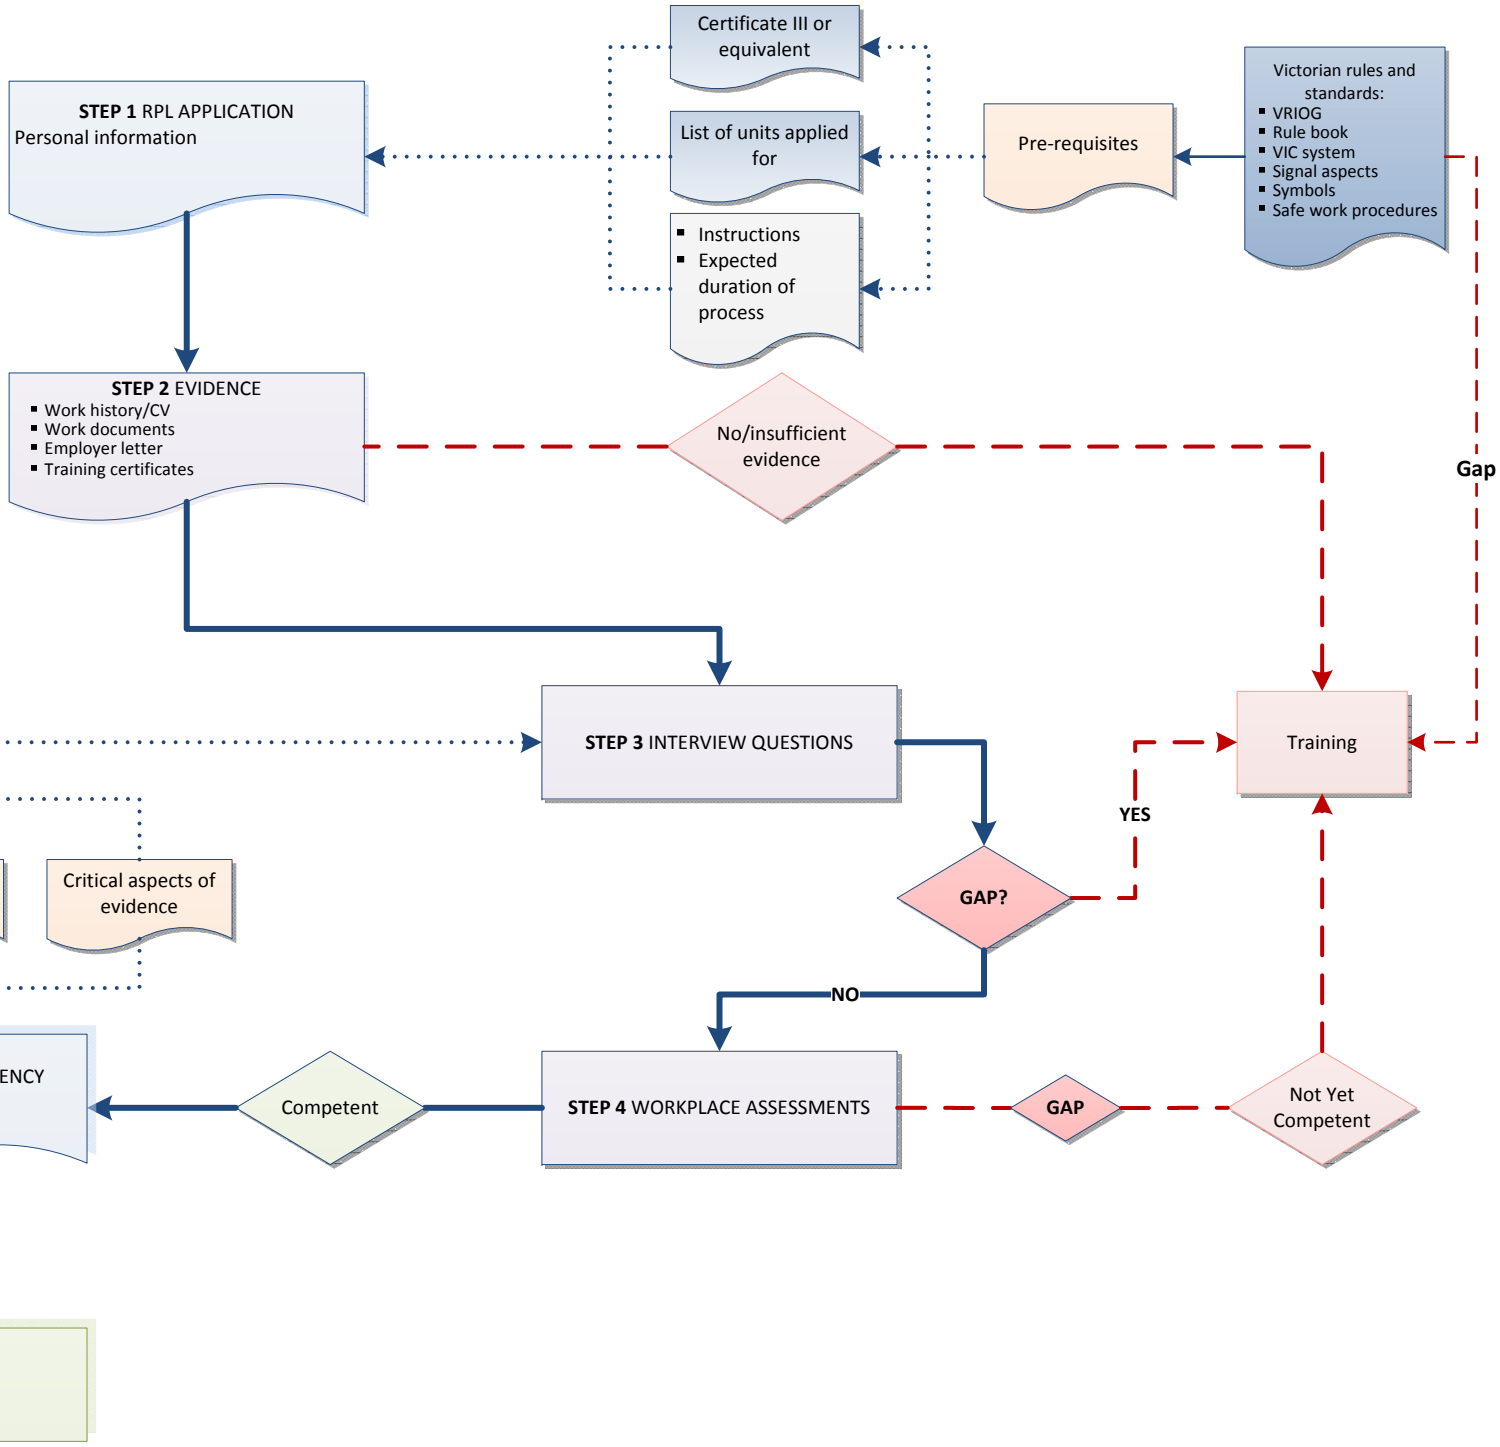 Certificate III or
equivalent
Victorian rules and
standards:
▪ VRIOG
▪ Rule book
▪ VIC system
▪ Signal aspects
▪ Symbols
▪ Safe work procedures
STEP 1 RPL APPLICATION
Personal information
List of units applied
for
Pre-requisites
▪ Instructions
▪ Expected
duration of
process
STEP 2 EVIDENCE
▪ Work history/CV
▪ Work documents
▪ Employer letter
▪ Training certificates
No/insufficient
evidence
Gap
STEP 3 INTERVIEW QUESTIONS
Training
YES
Critical aspects of
evidence
GAP?
NO
ENCY
Competent
STEP 4 WORKPLACE ASSESSMENTS
GAP
Not Yet
Competent